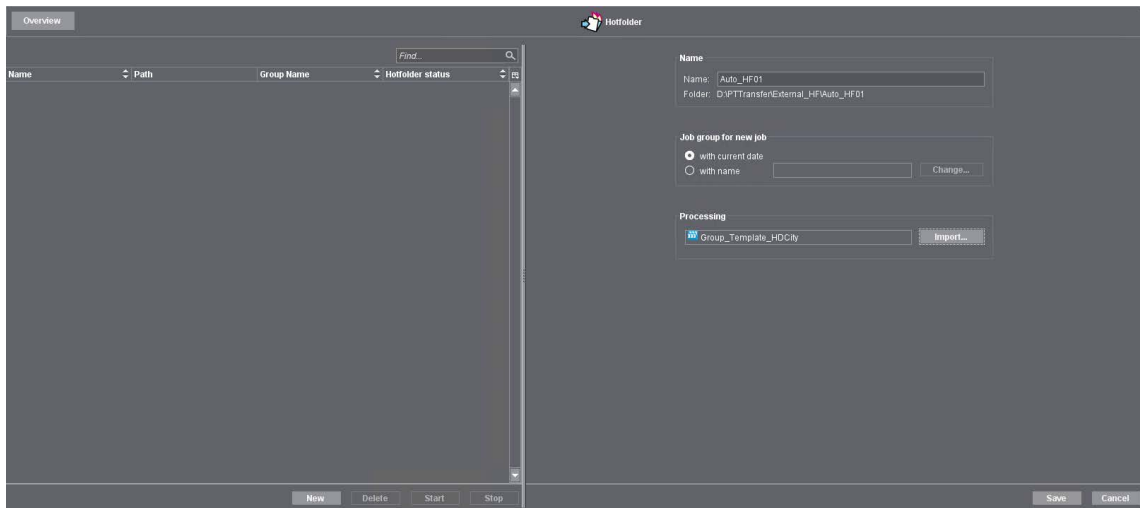 Overview
Hotfolder
Find...
Name Path Group Name Hotfolder status
Name
Name: Auto_HF01
Folder: D:\PTTransfer\External_HF\Auto_HF01
Job group for new job
with current date
with name Change...
Processing
Group_Template_HDCity Import...
New Delete Start Stop
Save Cancel